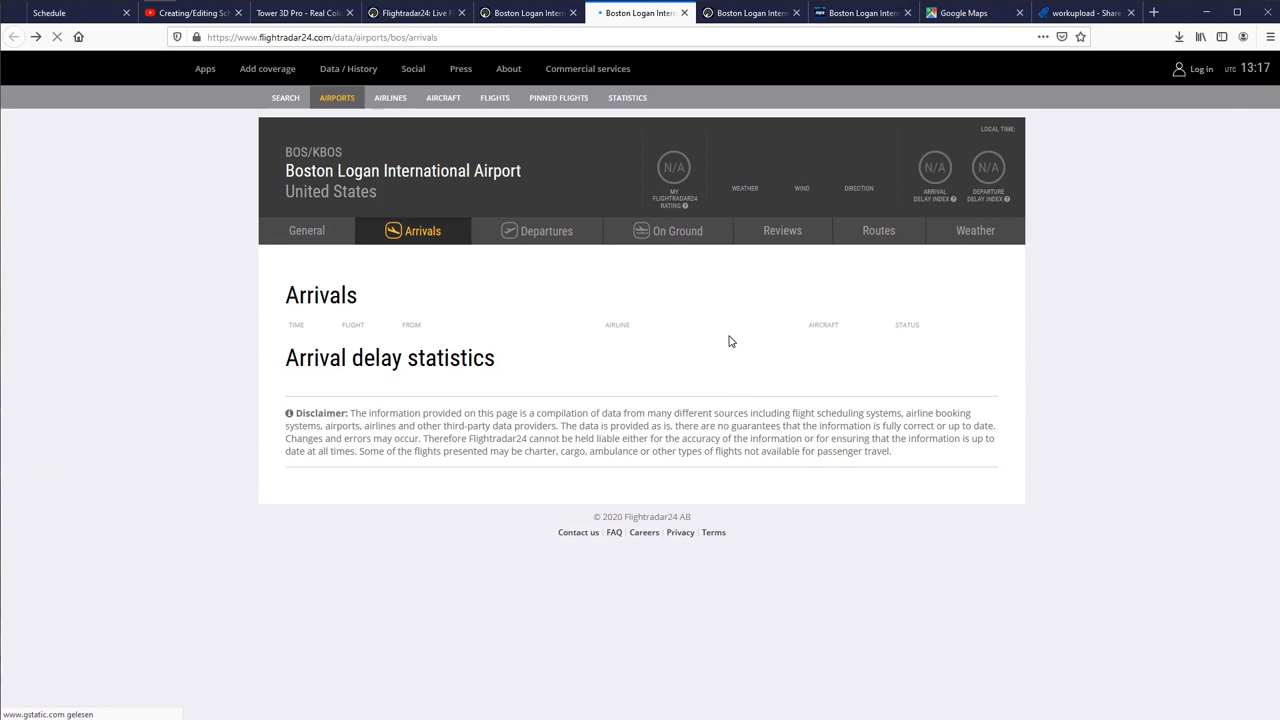 Schedule
Creating/Editing Sc
Tower 3D Pro - Real Colo
Flightradar24: Live Fl
Boston Logan Intern
Boston Logan Intern
Boston Logan Intern
Boston Logan Intern
Google Maps
workupload - Share
https://www.flightradar24.com/data/airports/bos/arrivals
Apps Add coverage Data / History Social Press About Commercial services Log in UTC 13:17
SEARCH AIRPORTS AIRLINES AIRCRAFT FLIGHTS PINNED FLIGHTS STATISTICS
LOCAL TIME:
BOS/KBOS
Boston Logan International Airport
United States
N/A
MY
FLIGHTRADAR24
RATING
WEATHER WIND DIRECTION
N/A
ARRIVAL
DELAY INDEX
N/A
DEPARTURE
DELAY INDEX
General Arrivals Departures On Ground Reviews Routes Weather
Arrivals
TIME FLIGHT FROM AIRLINE AIRCRAFT STATUS
Arrival delay statistics
Disclaimer: The information provided on this page is a compilation of data from many different sources including flight scheduling systems, airline booking
systems, airports, airlines and other third-party data providers. The data is provided as is, there are no guarantees that the information is fully correct or up to date.
Changes and errors may occur. Therefore Flightradar24 cannot be held liable either for the accuracy of the information or for ensuring that the information is up to
date at all times. Some of the flights presented may be charter, cargo, ambulance or other types of flights not available for passenger travel.
© 2020 Flightradar24 AB
Contact us FAQ Careers Privacy Terms
www.gstatic.com gelesen